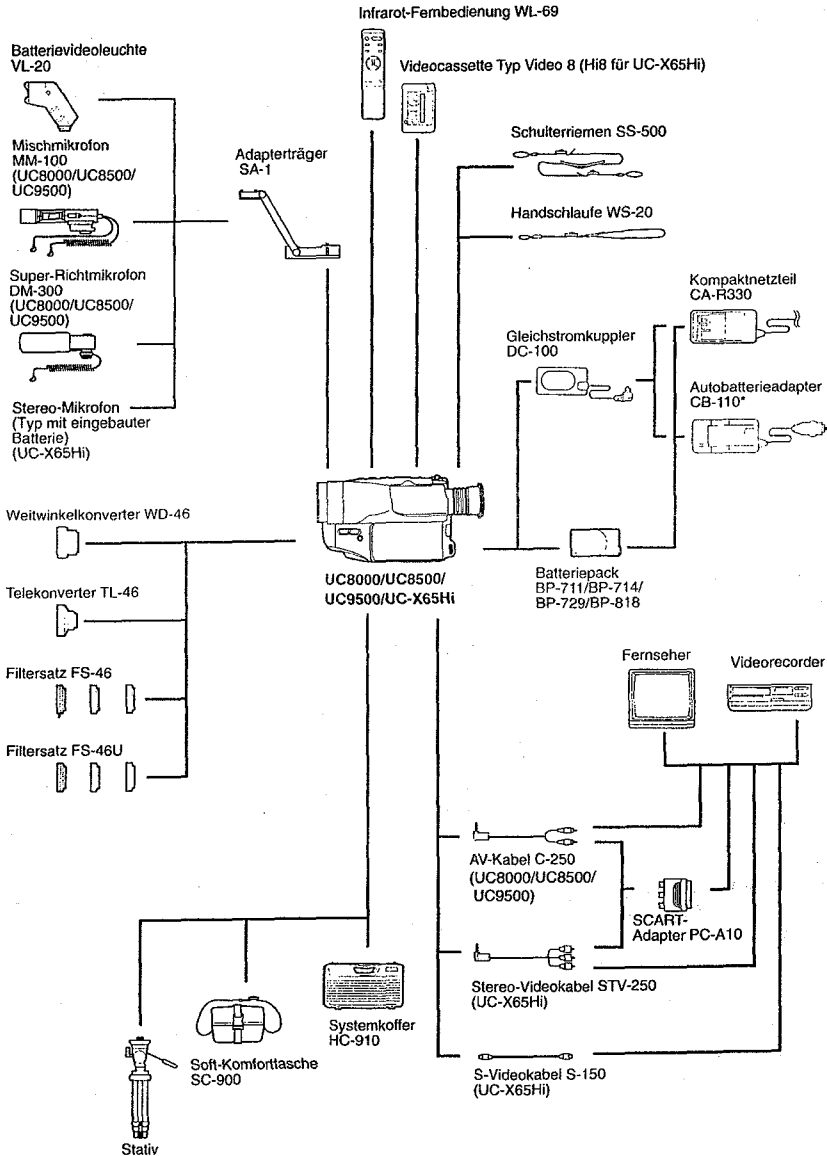 Infrarot-Fernbedienung WL-69
Batterievideoleuchte
VL-20
Videocassette Typ Video 8 (Hi8 für UC-X65Hi)
Schulterriemen SS-500
Mischmikrofon
MM-100
(UC8000/UC8500/
UC9500)
Adapterträger
SA-1
Handschlaufe WS-20
Super-Richtmikrofon
DM-300
(UC8000/UC8500/
UC9500)
Kompaktnetzteil
CA-R330
Gleichstromkuppler
DC-100
Autobatterieadapter
CB-110*
Stereo-Mikrofon
(Typ mit eingebauter
Batterie)
(UC-X65Hi)
Weitwinkelkonverter WD-46
UC8000/UC8500/
UC9500/UC-X65Hi
Batteriepack
BP-711/BP-714/
BP-729/BP-818
Telekonverter TL-46
Filtersatz FS-46
Filtersatz FS-46U
Fernseher
Videorecorder
AV-Kabel C-250
(UC8000/UC8500/
UC9500)
SCART-
Adapter PC-A10
Stereo-Videokabel STV-250
(UC-X65Hi)
Systemkoffer
HC-910
Soft-Komforttasche
SC-900
S-Videokabel S-150
(UC-X65Hi)
Stativ